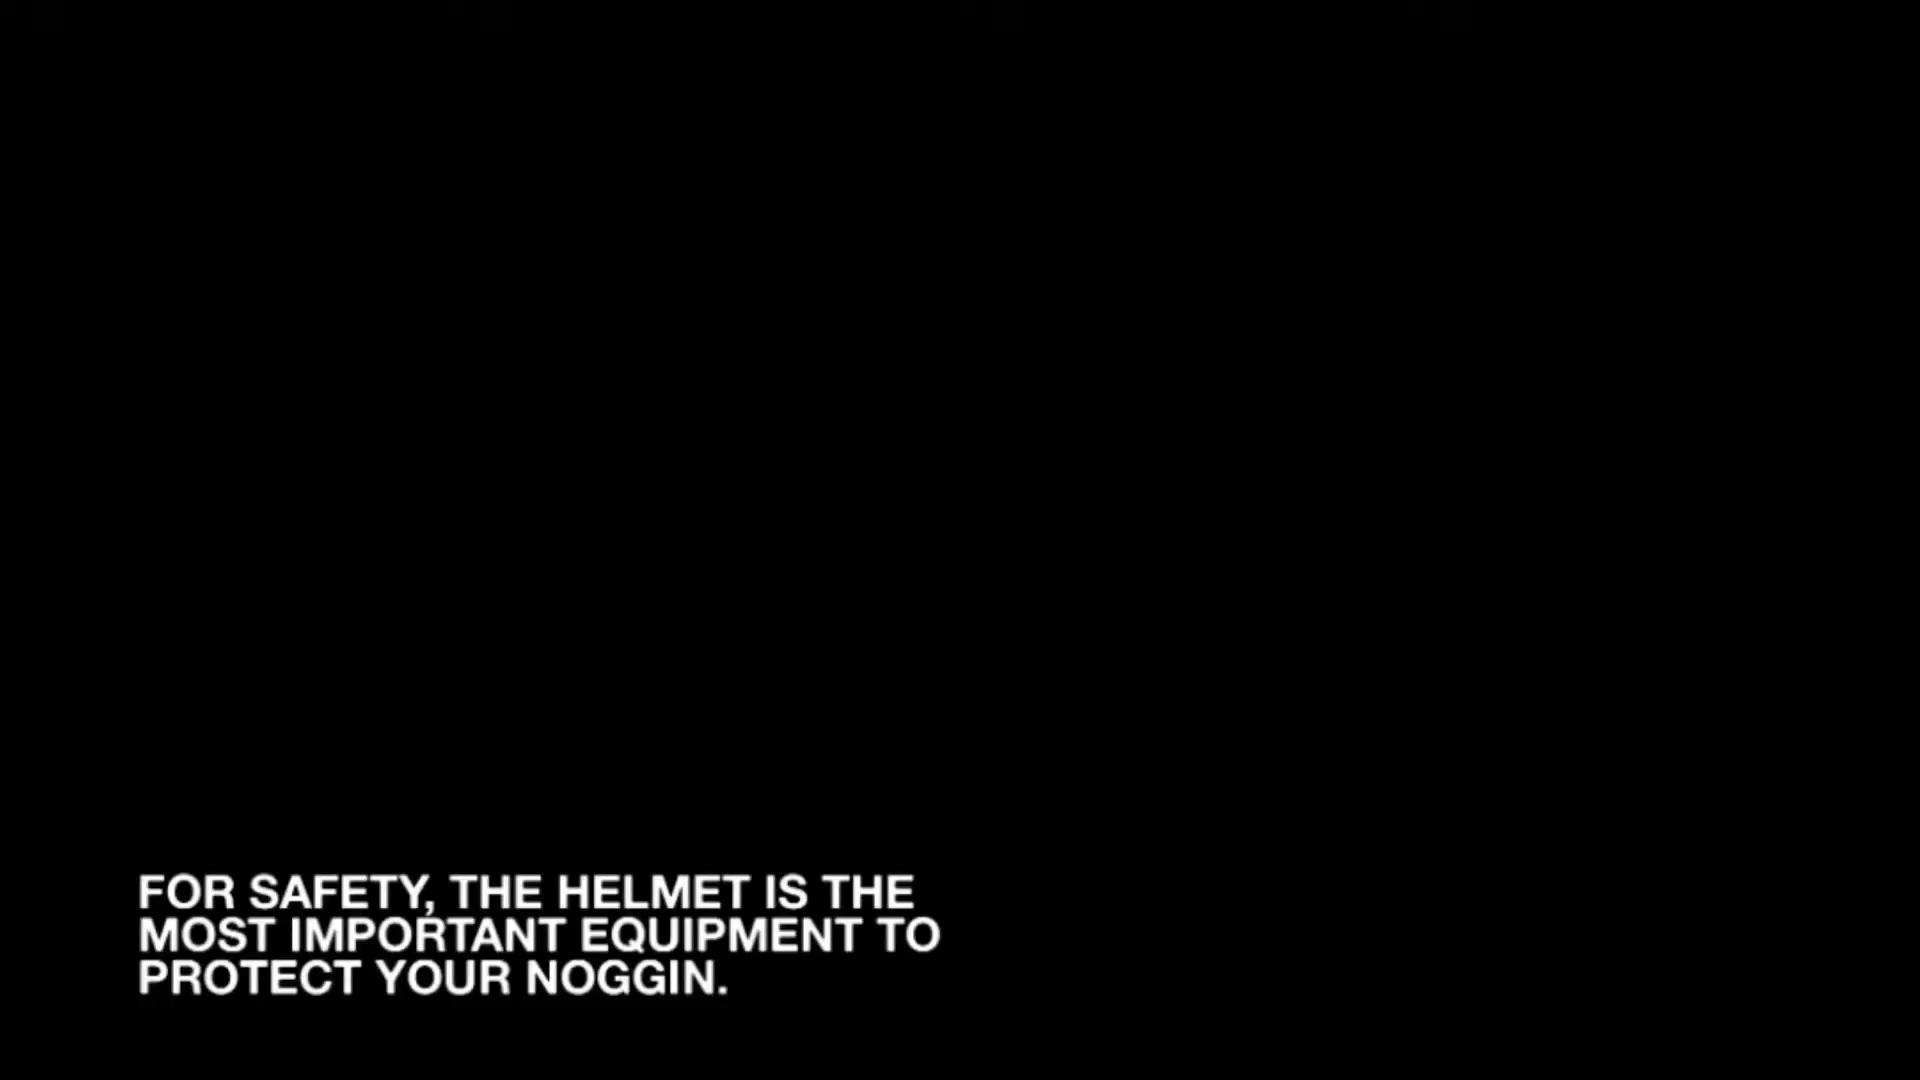 FOR SAFETY, THE HELMET IS THE
MOST IMPORTANT EQUIPMENT TO
PROTECT YOUR NOGGIN.